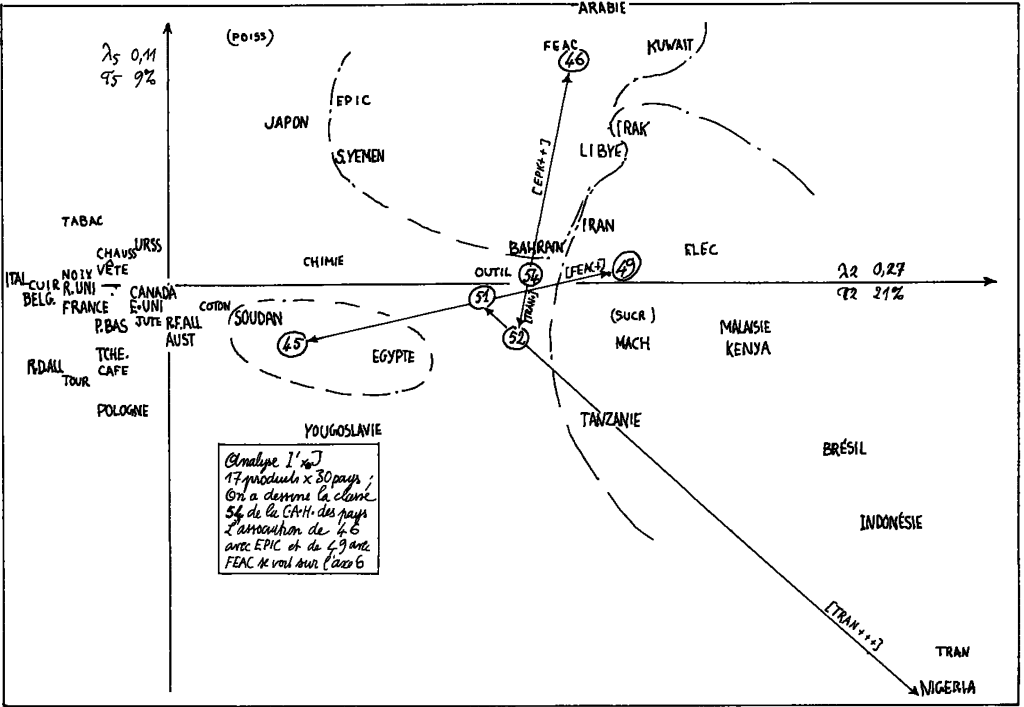 ARABIE
(POISS)
λ5 0,11
τ5 9%
FEAC
46
KUWAIT
EPIC
JAPON
S.YEMEN
[EPIC++]
(IRAK
LIBYE)
TABAC
CHAUSS
URSS
VÊTE
IRAN
BAHRAIN
ELEC
CHIMIE
OUTIL
54
[FEAC+]
49
λ2 0,27
τ2 21%
ITAL
CUIR
NOIX
R.UNI
BELG.
FRANCE
CANADA
E.UNI
COTON
51
[TRAN+]
P.BAS
JUTE
R.F.ALL
AUST
SOUDAN
45
EGYPTE
52
(SUCR)
MACH
MALAISIE
KENYA
R.D.ALL
TCHE.
CAFE
TOUR
POLOGNE
TANZANIE
YOUGOSLAVIE
BRÉSIL
INDONÉSIE
Analyse I' x J
17 produits x 30 pays ;
On a dessiné la classe
54 de la C.A.H. des pays
L'association de 46
avec EPIC et de 49 avec
FEAC se voit sur l'axe 6
[TRAN+++]
TRAN
NIGERIA